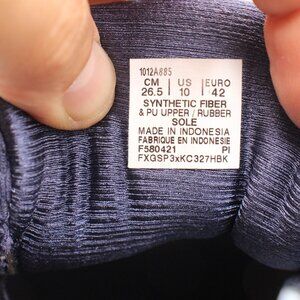 1012A885
CM US EURO
26.5 10 42
SYNTHETIC FIBER
& PU UPPER / RUBBER
SOLE
MADE IN INDONESIA
FABRIQUE EN INDONESIE
F580421 PI
FXGSP3xKC327HBK